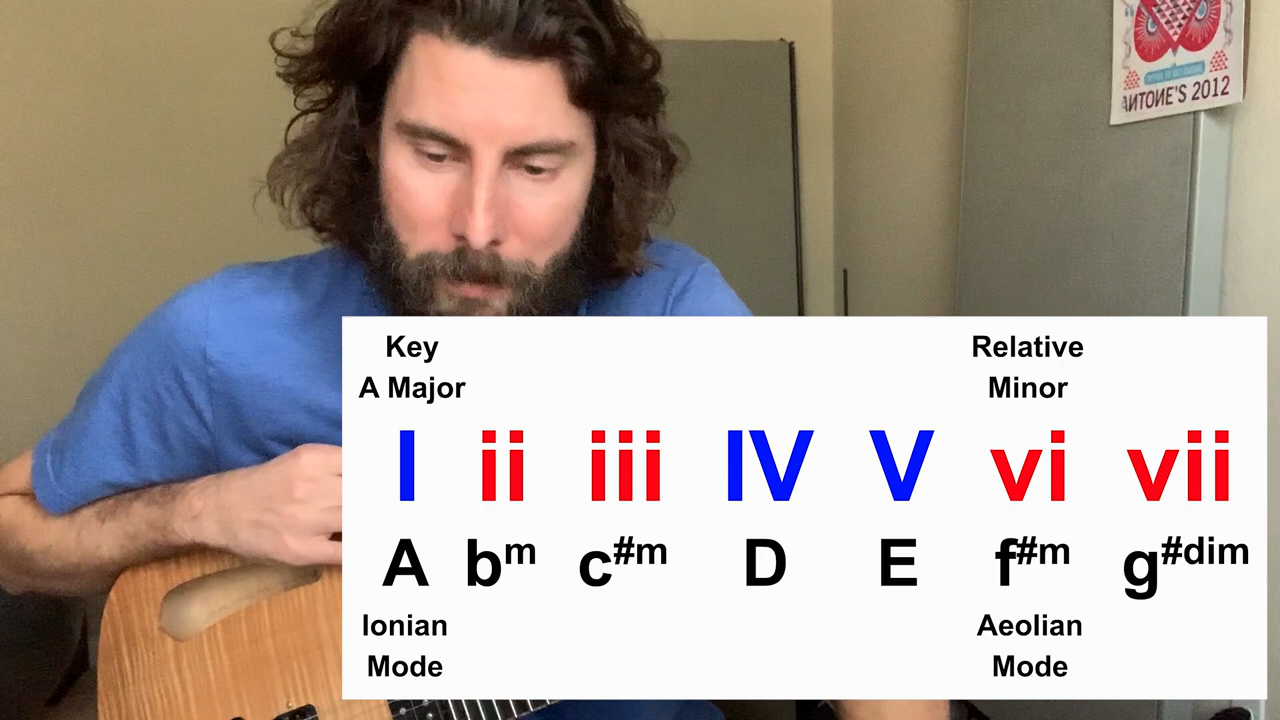 ANTONE'S 2012
Key
A Major
Relative
Minor
I ii iii IV V vi vii
A bm c#m D E f#m g#dim
Ionian
Mode
Aeolian
Mode